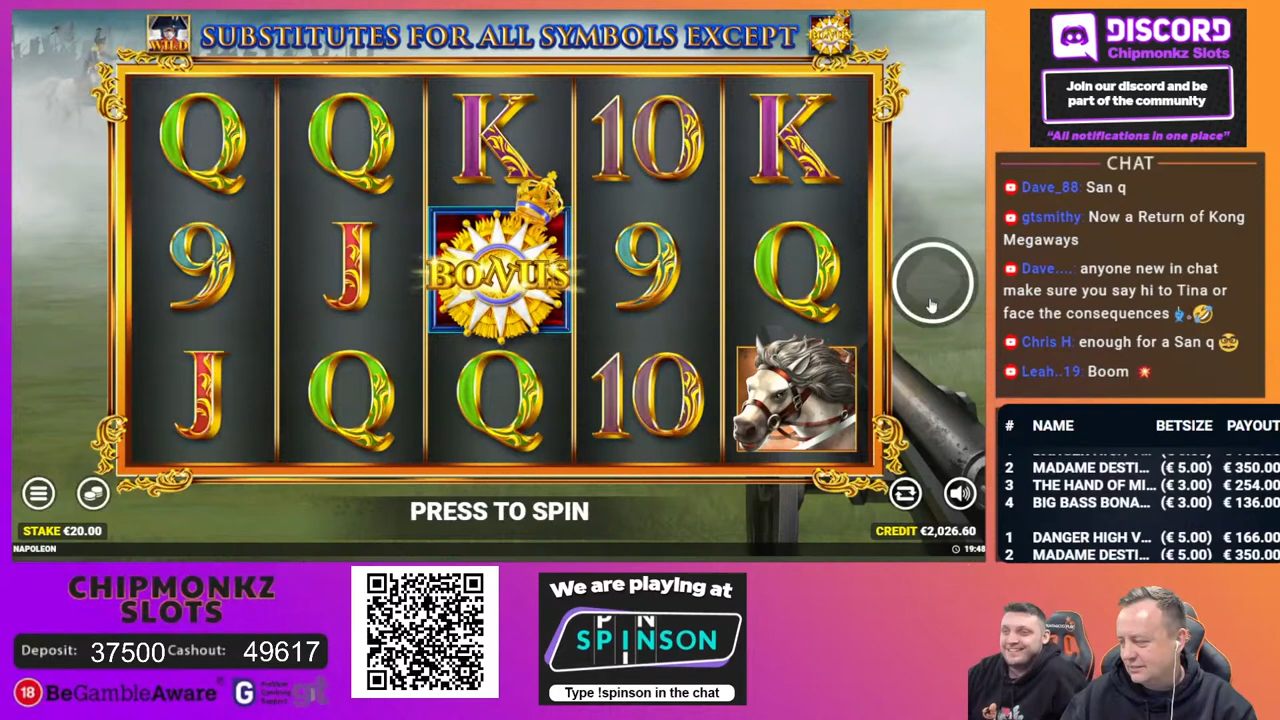 WILD SUBSTITUTES FOR ALL SYMBOLS EXCEPT BONUS
Q Q K 10 K
9 J BONUS 9 Q
J Q Q 10
PRESS TO SPIN
STAKE €20.00
CREDIT €2,026.60
NAPOLEON
19:48
DISCORD
Chipmonkz Slots
Join our discord and be
part of the community
"All notifications in one place"
CHAT
Dave_88: San q
gtsmithy: Now a Return of Kong
Megaways
Dave....: anyone new in chat
make sure you say hi to Tina or
face the consequences
Chris H: enough for a San q
Leah..19: Boom
# NAME BETSIZE PAYOUT
2 MADAME DESTI... (€ 5.00) € 350.00
3 THE HAND OF MI... (€ 3.00) € 254.00
4 BIG BASS BONA... (€ 3.00) € 136.00
1 DANGER HIGH V... (€ 5.00) € 166.00
2 MADAME DESTI... (€ 5.00) € 350.00
CHIPMONKZ
SLOTS
Deposit: 37500 Cashout: 49617
18 BeGambleAware
We are playing at
SPINSON
Type !spinson in the chat